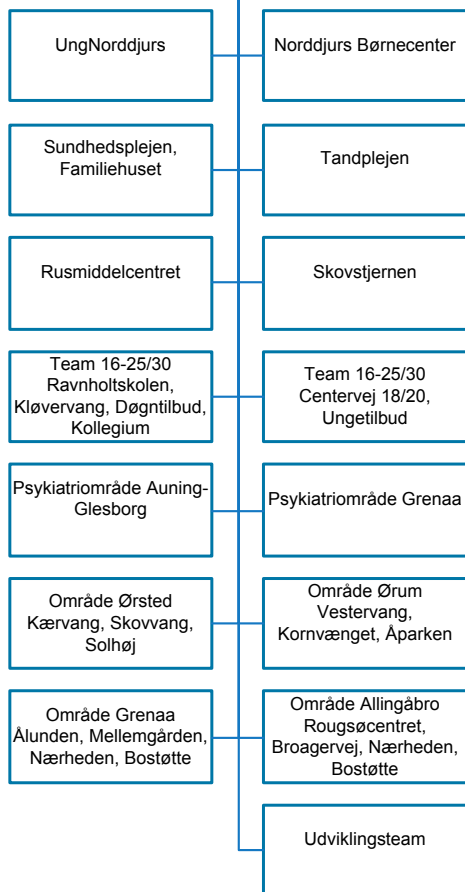 UngNorddjurs
Norddjurs Børnecenter
Sundhedsplejen,
Familiehuset
Tandplejen
Rusmiddelcentret
Skovstjernen
Team 16-25/30
Ravnholtskolen,
Kløvervang, Døgntilbud,
Kollegium
Team 16-25/30
Centervej 18/20,
Ungetilbud
Psykiatriområde Auning-
Glesborg
Psykiatriområde Grenaa
Område Ørsted
Kærvang, Skovvang,
Solhøj
Område Ørum
Vestervang,
Kornvænget, Åparken
Område Grenaa
Ålunden, Mellemgården,
Nærheden, Bostøtte
Område Allingåbro
Rougsøcentret,
Broagervej, Nærheden,
Bostøtte
Udviklingsteam